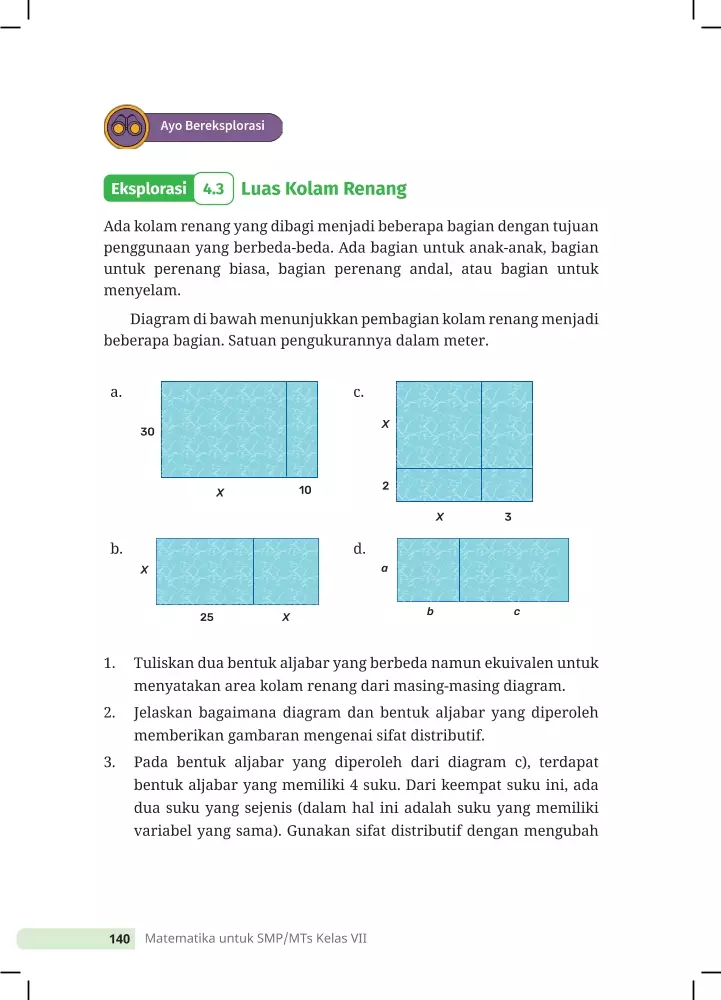 Ayo Bereksplorasi
Eksplorasi 4.3 Luas Kolam Renang
Ada kolam renang yang dibagi menjadi beberapa bagian dengan tujuan
penggunaan yang berbeda-beda. Ada bagian untuk anak-anak, bagian
untuk perenang biasa, bagian perenang andal, atau bagian untuk
menyelam.
Diagram di bawah menunjukkan pembagian kolam renang menjadi
beberapa bagian. Satuan pengukurannya dalam meter.
a.
30
x 10
c.
x
2
x 3
b.
x
25 x
d.
a
b c
1. Tuliskan dua bentuk aljabar yang berbeda namun ekuivalen untuk
menyatakan area kolam renang dari masing-masing diagram.
2. Jelaskan bagaimana diagram dan bentuk aljabar yang diperoleh
memberikan gambaran mengenai sifat distributif.
3. Pada bentuk aljabar yang diperoleh dari diagram c), terdapat
bentuk aljabar yang memiliki 4 suku. Dari keempat suku ini, ada
dua suku yang sejenis (dalam hal ini adalah suku yang memiliki
variabel yang sama). Gunakan sifat distributif dengan mengubah
140 Matematika untuk SMP/MTs Kelas VII